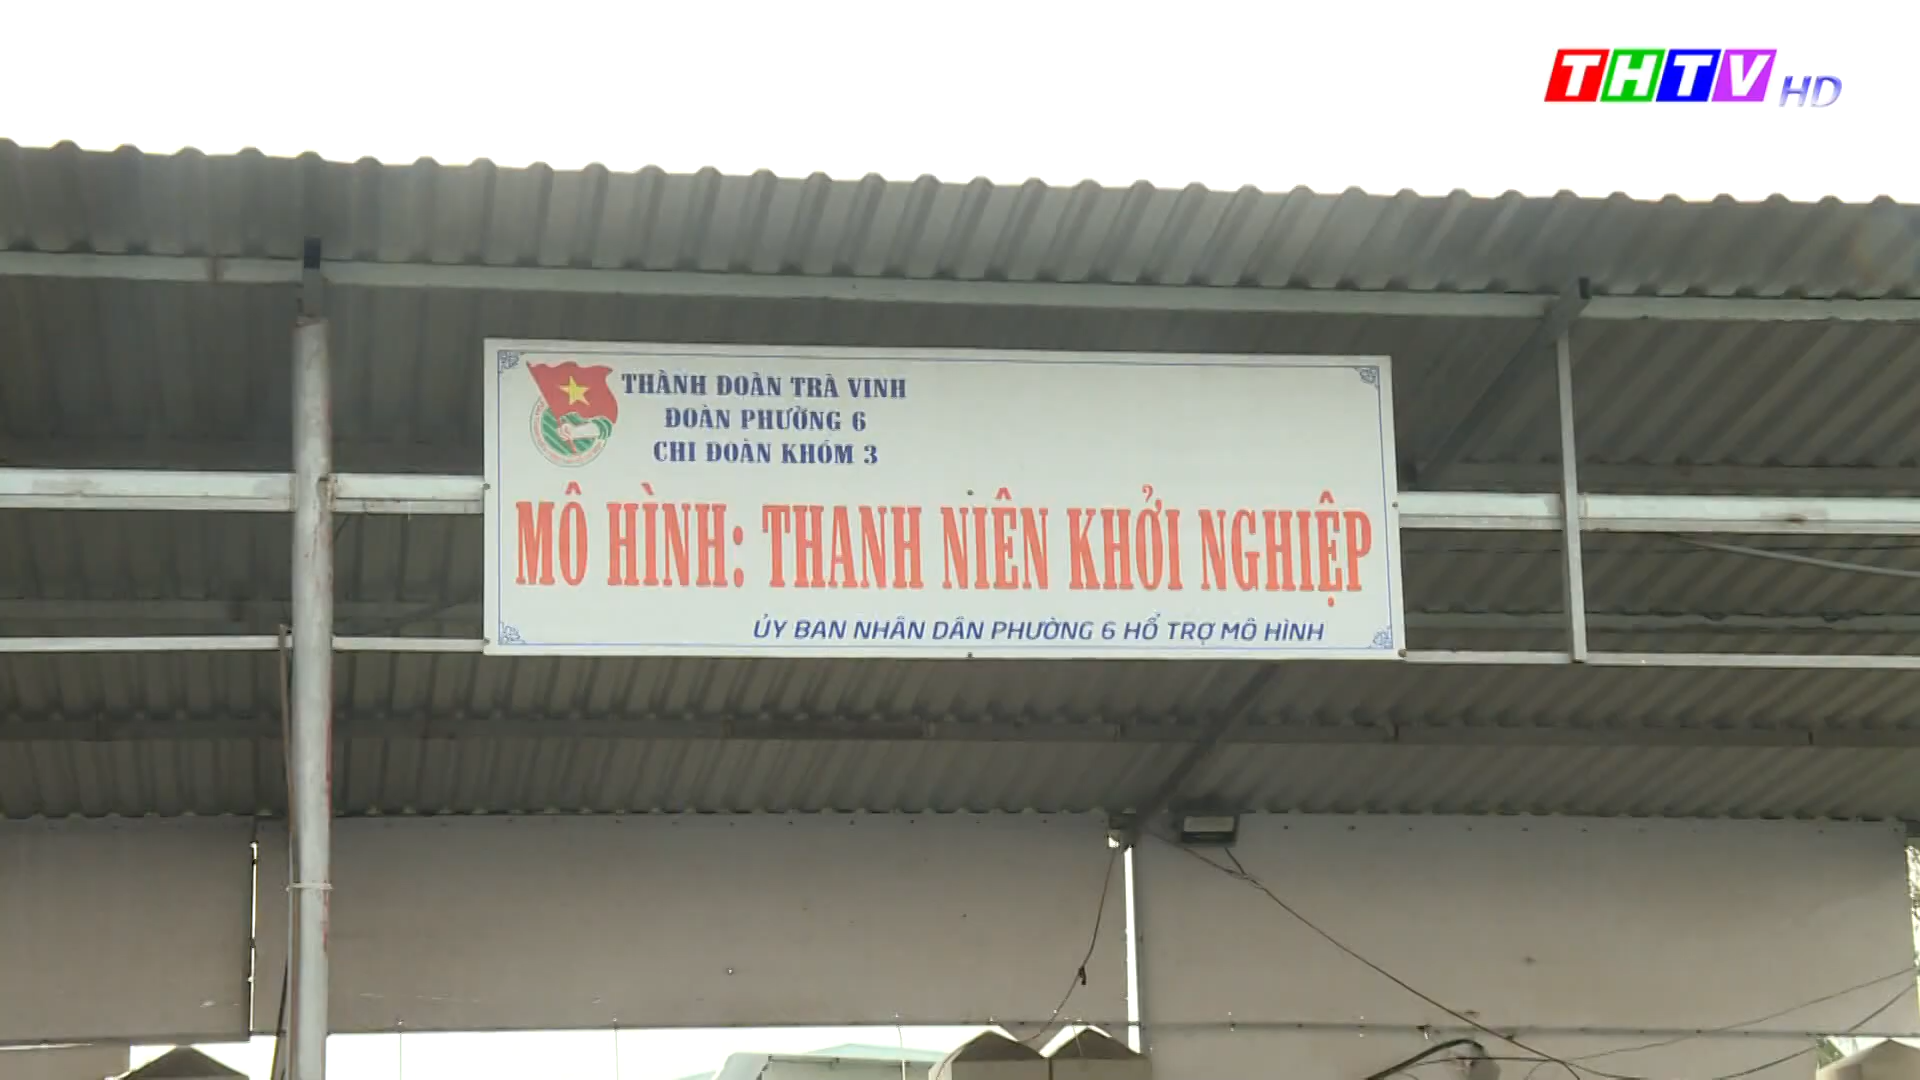 THTV HD
THÀNH ĐOÀN TRÀ VINH
ĐOÀN PHƯỜNG 6
CHI ĐOÀN KHÓM 3
MÔ HÌNH: THANH NIÊN KHỞI NGHIỆP
ỦY BAN NHÂN DÂN PHƯỜNG 6 HỔ TRỢ MÔ HÌNH